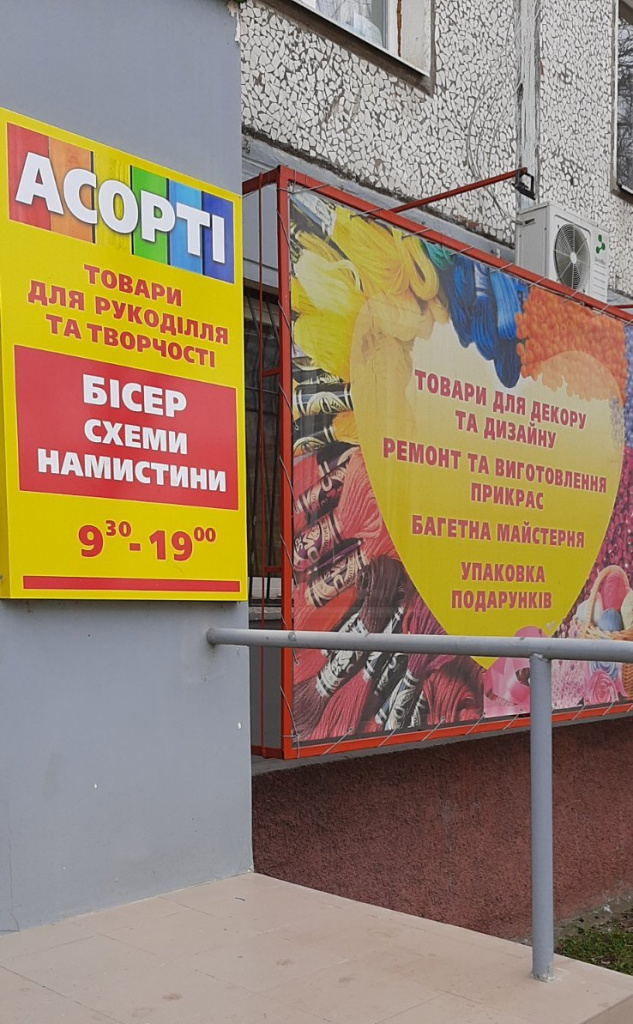 АСОРТІ
ТОВАРИ
ДЛЯ РУКОДІЛЛЯ
ТА ТВОРЧОСТІ
БІСЕР
СХЕМИ
НАМИСТИНИ
9³⁰-19⁰⁰
ТОВАРИ ДЛЯ ДЕКОРУ
ТА ДИЗАЙНУ
РЕМОНТ ТА ВИГОТОВЛЕННЯ
ПРИКРАС
БАГЕТНА МАЙСТЕРНЯ
УПАКОВКА
ПОДАРУНКІВ